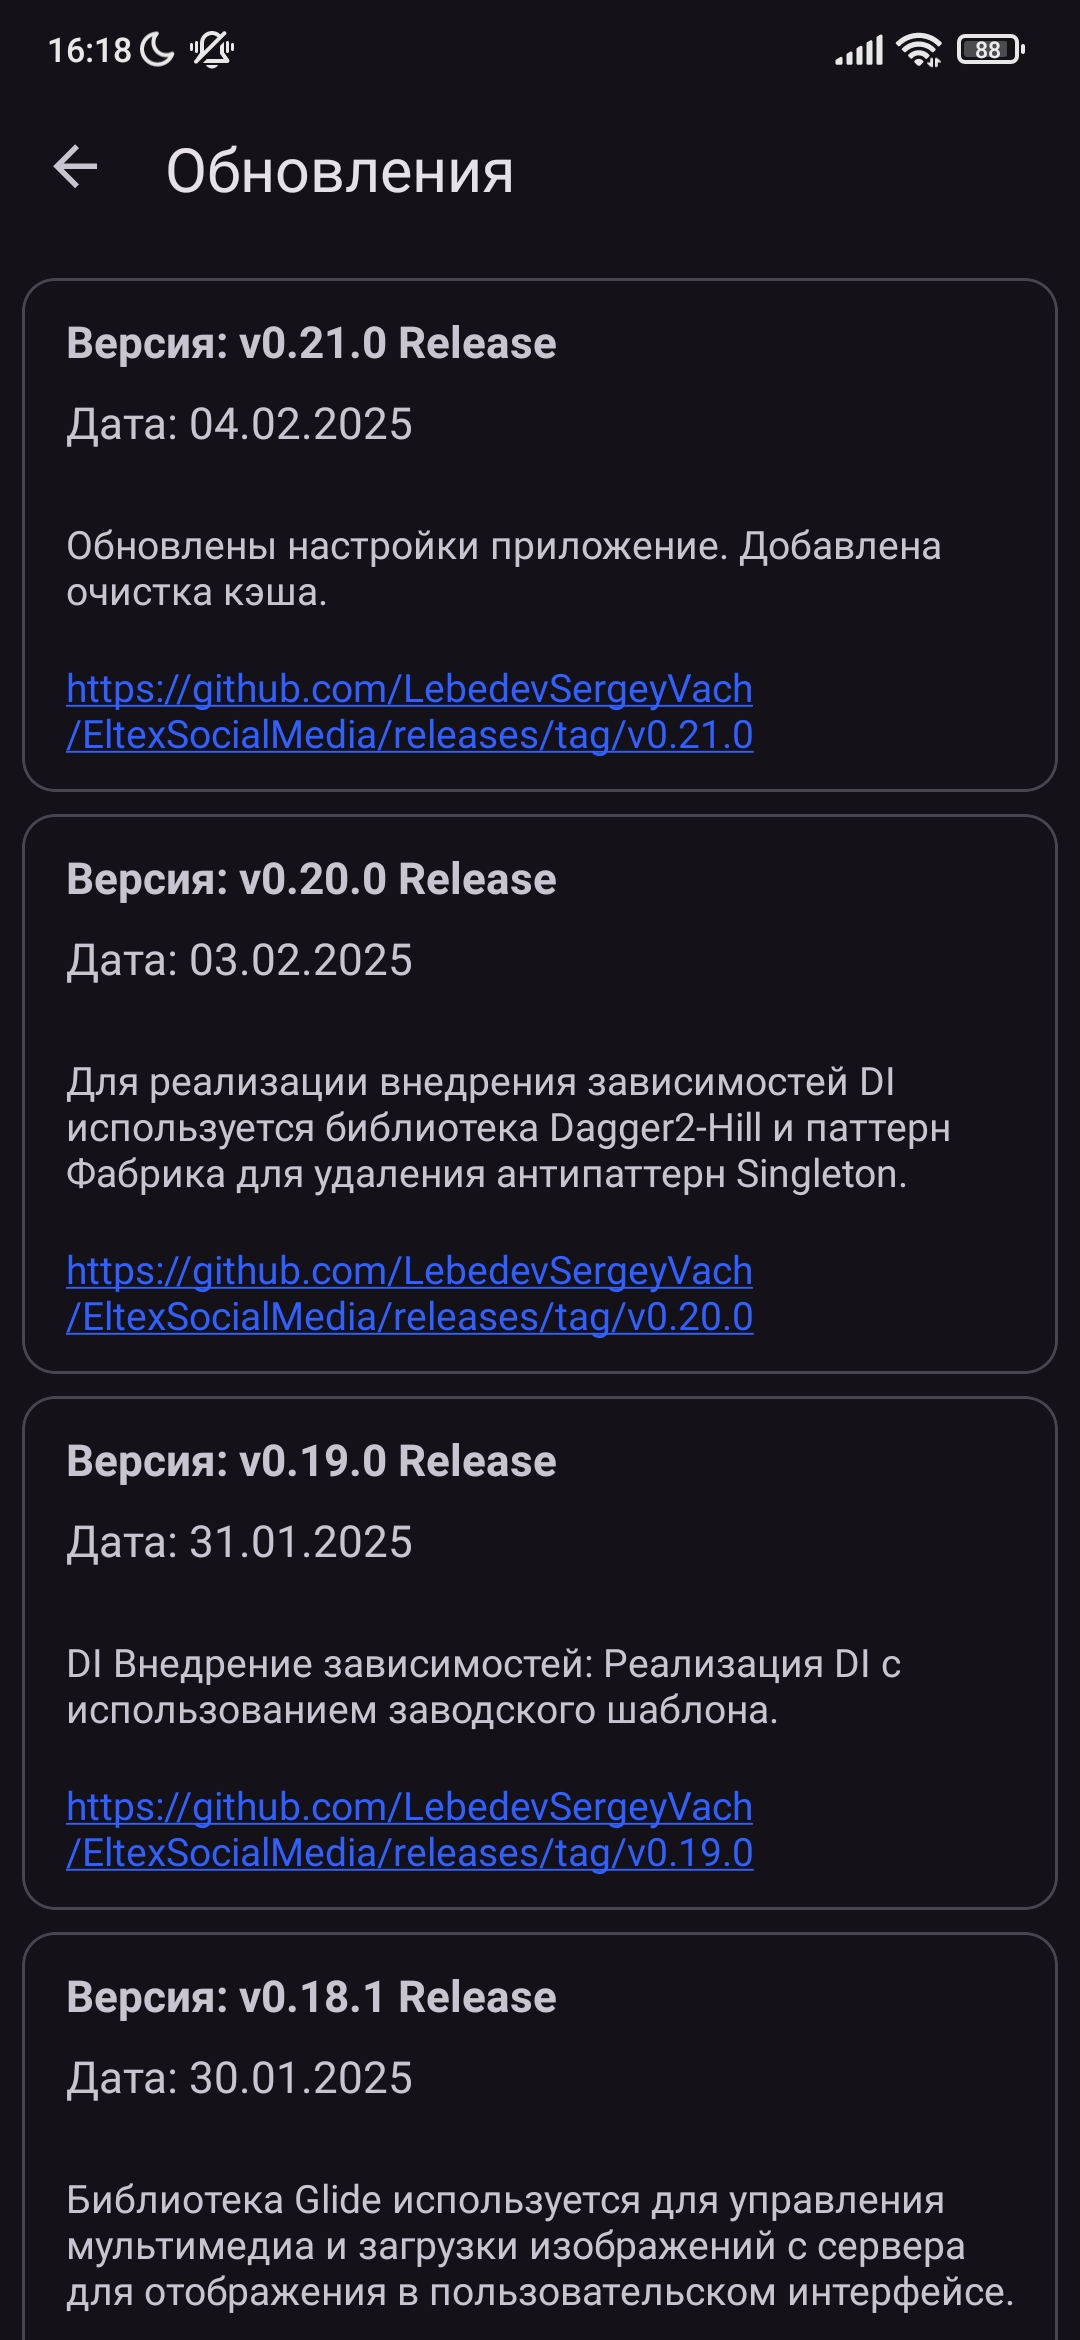 16:18
88
Обновления
Версия: v0.21.0 Release
Дата: 04.02.2025
Обновлены настройки приложение. Добавлена
очистка кэша.
https://github.com/LebedevSergeyVach
/EltexSocialMedia/releases/tag/v0.21.0
Версия: v0.20.0 Release
Дата: 03.02.2025
Для реализации внедрения зависимостей DI
используется библиотека Dagger2-Hill и паттерн
Фабрика для удаления антипаттерн Singleton.
https://github.com/LebedevSergeyVach
/EltexSocialMedia/releases/tag/v0.20.0
Версия: v0.19.0 Release
Дата: 31.01.2025
DI Внедрение зависимостей: Реализация DI с
использованием заводского шаблона.
https://github.com/LebedevSergeyVach
/EltexSocialMedia/releases/tag/v0.19.0
Версия: v0.18.1 Release
Дата: 30.01.2025
Библиотека Glide используется для управления
мультимедиа и загрузки изображений с сервера
для отображения в пользовательском интерфейсе.